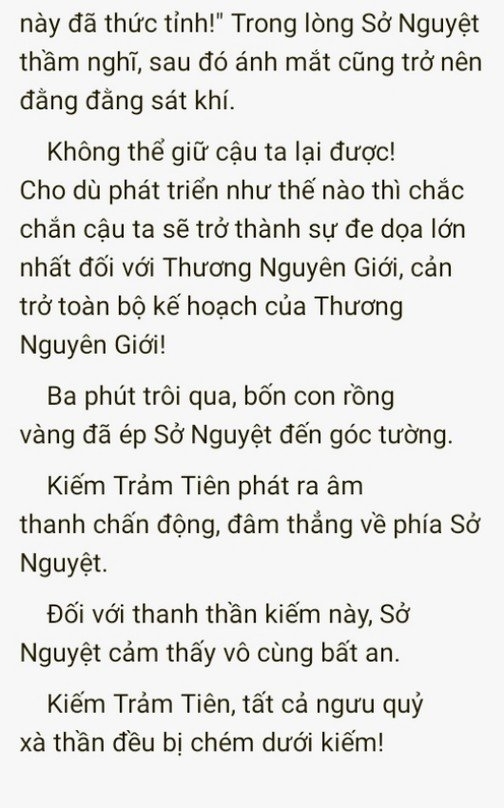 này đã thức tỉnh!" Trong lòng Sở Nguyệt
thầm nghĩ, sau đó ánh mắt cũng trở nên
đằng đằng sát khí.
Không thể giữ cậu ta lại được!
Cho dù phát triển như thế nào thì chắc
chắn cậu ta sẽ trở thành sự đe dọa lớn
nhất đối với Thương Nguyên Giới, cản
trở toàn bộ kế hoạch của Thương
Nguyên Giới!
Ba phút trôi qua, bốn con rồng
vàng đã ép Sở Nguyệt đến góc tường.
Kiếm Trảm Tiên phát ra âm
thanh chấn động, đâm thẳng về phía Sở
Nguyệt.
Đối với thanh thần kiếm này, Sở
Nguyệt cảm thấy vô cùng bất an.
Kiếm Trảm Tiên, tất cả ngưu quỷ
xà thần đều bị chém dưới kiếm!